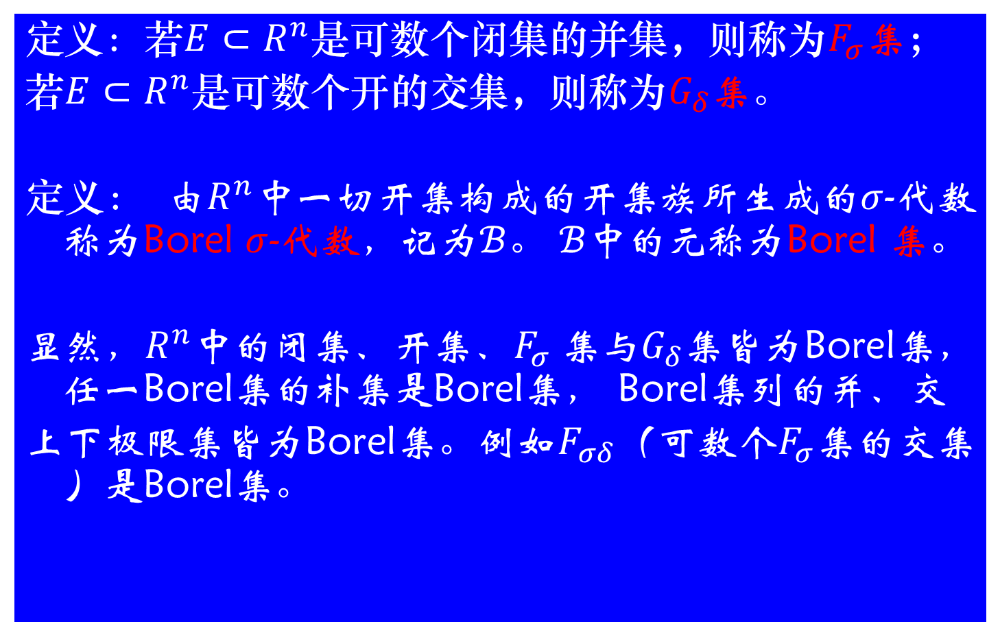 定义：若$E \subset R^n$是可数个闭集的并集，则称为$F_\sigma$集；
若$E \subset R^n$是可数个开的交集，则称为$G_\delta$集。
定义： 由$R^n$中一切开集构成的开集族所生成的$\sigma$-代数
称为Borel $\sigma$-代数，记为$\mathcal{B}$。 $\mathcal{B}$中的元称为Borel 集。
显然，$R^n$中的闭集、开集、$F_\sigma$ 集与$G_\delta$集皆为Borel集，
任一Borel集的补集是Borel集， Borel集列的并、交
上下极限集皆为Borel集。例如$F_{\sigma\delta}$（可数个$F_\sigma$集的交集
）是Borel集。